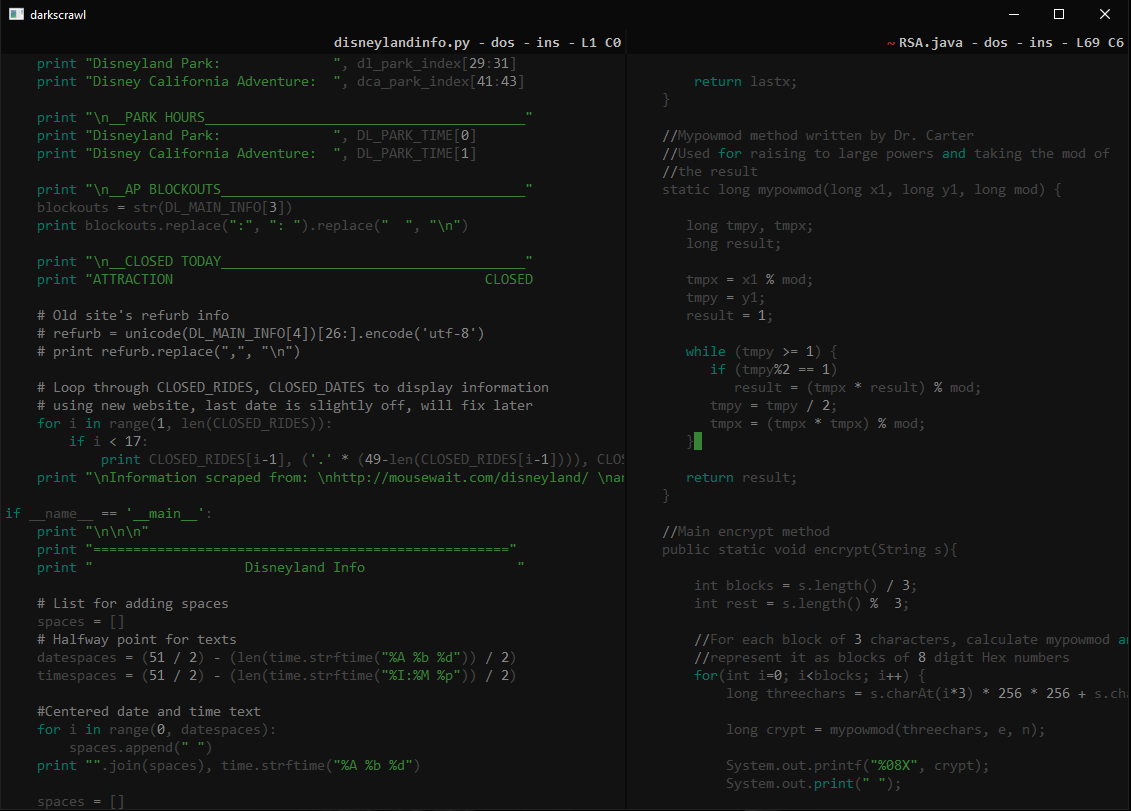 darkscrawl
disneylandinfo.py - dos - ins - L1 C0
    print "Disneyland Park:              ", dl_park_index[29:31]
    print "Disney California Adventure:  ", dca_park_index[41:43]
    print "\n__PARK HOURS________________________________________"
    print "Disneyland Park:              ", DL_PARK_TIME[0]
    print "Disney California Adventure:  ", DL_PARK_TIME[1]
    print "\n__AP BLOCKOUTS______________________________________"
    blockouts = str(DL_MAIN_INFO[3])
    print blockouts.replace(":", ": ").replace("  ", "\n")
    print "\n__CLOSED TODAY______________________________________"
    print "ATTRACTION                                       CLOSED
    # Old site's refurb info
    # refurb = unicode(DL_MAIN_INFO[4])[26:].encode('utf-8')
    # print refurb.replace(",", "\n")
    # Loop through CLOSED_RIDES, CLOSED_DATES to display information
    # using new website, last date is slightly off, will fix later
    for i in range(1, len(CLOSED_RIDES)):
        if i < 17:
            print CLOSED_RIDES[i-1], ('.' * (49-len(CLOSED_RIDES[i-1]))), CLOS
    print "\nInformation scraped from: \nhttp://mousewait.com/disneyland/ \nan
if __name__ == '__main__':
    print "\n\n\n"
    print "===================================================="
    print "                   Disneyland Info                   "
    # List for adding spaces
    spaces = []
    # Halfway point for texts
    datespaces = (51 / 2) - (len(time.strftime("%A %b %d")) / 2)
    timespaces = (51 / 2) - (len(time.strftime("%I:%M %p")) / 2)
    #Centered date and time text
    for i in range(0, datespaces):
        spaces.append(" ")
    print "".join(spaces), time.strftime("%A %b %d")
    spaces = []
~ RSA.java - dos - ins - L69 C6
        return lastx;
    }
    //Mypowmod method written by Dr. Carter
    //Used for raising to large powers and taking the mod of
    //the result
    static long mypowmod(long x1, long y1, long mod) {
       long tmpy, tmpx;
       long result;
       tmpx = x1 % mod;
       tmpy = y1;
       result = 1;
       while (tmpy >= 1) {
          if (tmpy%2 == 1)
             result = (tmpx * result) % mod;
          tmpy = tmpy / 2;
          tmpx = (tmpx * tmpx) % mod;
       }
       return result;
    }
    //Main encrypt method
    public static void encrypt(String s){
        int blocks = s.length() / 3;
        int rest = s.length() %  3;
        //For each block of 3 characters, calculate mypowmod a
        //represent it as blocks of 8 digit Hex numbers
        for(int i=0; i<blocks; i++) {
            long threechars = s.charAt(i*3) * 256 * 256 + s.ch
            long crypt = mypowmod(threechars, e, n);
            System.out.printf("%08X", crypt);
            System.out.print(" ");